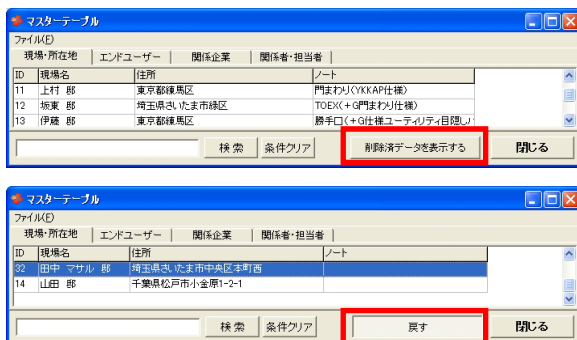 マスターテーブル
ファイル(F)
現場・所在地 エンドユーザー 関係企業 関係者・担当者
ID 現場名 住所 ノート
11 上村 邸 東京都練馬区 門まわり(YKKAP仕様)
12 坂東 邸 埼玉県さいたま市緑区 TOEX(+G門まわり仕様)
13 伊藤 邸 東京都練馬区 勝手口(+G仕様ユーティリティ目隠し
検索 条件クリア 削除済データを表示する 閉じる
マスターテーブル
ファイル(F)
現場・所在地 エンドユーザー 関係企業 関係者・担当者
ID 現場名 住所 ノート
32 田中 マサル 邸 埼玉県さいたま市中央区本町西
14 山田 邸 千葉県松戸市小金原1-2-1
検索 条件クリア 戻す 閉じる